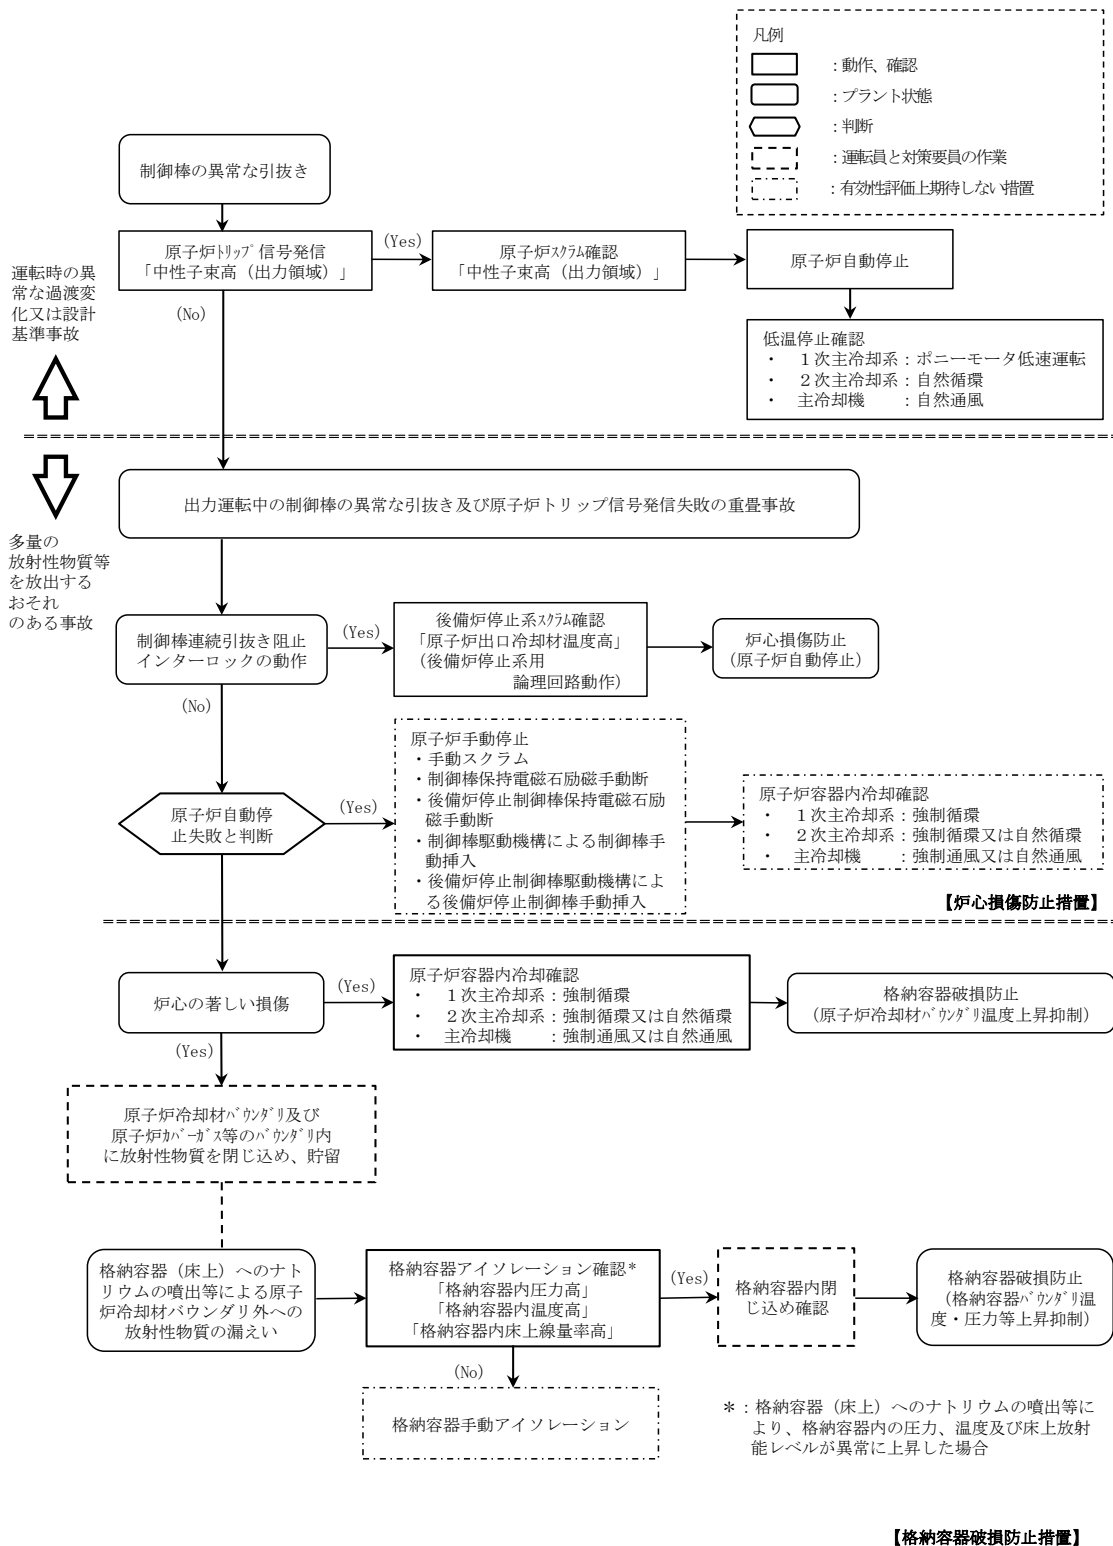 凡例
：動作、確認
：プラント状態
：判断
：運転員と対策要員の作業
：有効性評価上期待しない措置
制御棒の異常な引抜き
原子炉ﾄﾘｯﾌﾟ信号発信
「中性子束高（出力領域）」
(Yes)
原子炉ｽｸﾗﾑ確認
「中性子束高（出力領域）」
原子炉自動停止
(No)
低温停止確認
・　１次主冷却系：ポニーモータ低速運転
・　２次主冷却系：自然循環
・　主冷却機　　：自然通風
運転時の異
常な過渡変
化又は設計
基準事故
多量の
放射性物質等
を放出する
おそれ
のある事故
出力運転中の制御棒の異常な引抜き及び原子炉トリップ信号発信失敗の重畳事故
制御棒連続引抜き阻止
インターロックの動作
(Yes)
後備炉停止系ｽｸﾗﾑ確認
「原子炉出口冷却材温度高」
（後備炉停止系用
論理回路動作）
炉心損傷防止
（原子炉自動停止）
(No)
原子炉自動停
止失敗と判断
(Yes)
原子炉手動停止
・手動スクラム
・制御棒保持電磁石励磁手動断
・後備炉停止制御棒保持電磁石励
磁手動断
・制御棒駆動機構による制御棒手
動挿入
・後備炉停止制御棒駆動機構によ
る後備炉停止制御棒手動挿入
原子炉容器内冷却確認
・　１次主冷却系：強制循環
・　２次主冷却系：強制循環又は自然循環
・　主冷却機　　：強制通風又は自然通風
【炉心損傷防止措置】
炉心の著しい損傷
(Yes)
原子炉容器内冷却確認
・　１次主冷却系：強制循環
・　２次主冷却系：強制循環又は自然循環
・　主冷却機　　：強制通風又は自然通風
格納容器破損防止
（原子炉冷却材ﾊﾞｳﾝﾀﾞﾘ温度上昇抑制）
(Yes)
原子炉冷却材ﾊﾞｳﾝﾀﾞﾘ及び
原子炉ｶﾊﾞｰｶﾞｽ等のﾊﾞｳﾝﾀﾞﾘ内
に放射性物質を閉じ込め、貯留
格納容器（床上）へのナト
リウムの噴出等による原子
炉冷却材バウンダリ外への
放射性物質の漏えい
格納容器アイソレーション確認*
「格納容器内圧力高」
「格納容器内温度高」
「格納容器内床上線量率高」
(Yes)
格納容器内閉
じ込め確認
格納容器破損防止
（格納容器ﾊﾞｳﾝﾀﾞﾘ温
度・圧力等上昇抑制）
(No)
格納容器手動アイソレーション
＊：格納容器（床上）へのナトリウムの噴出等に
より、格納容器内の圧力、温度及び床上放射
能レベルが異常に上昇した場合
【格納容器破損防止措置】